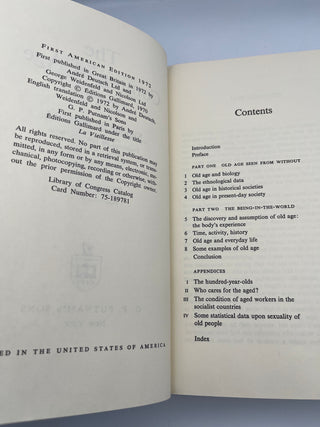 FIRST AMERICAN EDITION 1972
First published in Great Britain in 1972 by
André Deutsch Ltd and
George Weidenfeld and Nicolson Ltd
Copyright © Editions Gallimard, 1970
English translation © 1972 by André Deutsch,
Weidenfeld and Nicolson and
G. P. Putnam's Sons
First published in Paris by
Éditions Gallimard under the title
La Vieillesse
All rights reserved. No part of this publication may
be reproduced, stored in a retrieval system, or trans-
mitted, in any form or by any means, electronic, me-
chanical, photocopying, recording or otherwise, with-
out the prior permission of the Copyright owner.
Library of Congress Catalog
Card Number: 75-189781
ED IN THE UNITED STATES OF AMERICA
Contents
Introduction
Preface
PART ONE OLD AGE SEEN FROM WITHOUT
1 Old age and biology
2 The ethnological data
3 Old age in historical societies
4 Old age in present-day society
PART TWO THE BEING-IN-THE-WORLD
5 The discovery and assumption of old age:
the body's experience
6 Time, activity, history
7 Old age and everyday life
8 Some examples of old age
Conclusion
APPENDICES
I The hundred-year-olds
II Who cares for the aged?
III The condition of aged workers in the
socialist countries
IV Some statistical data upon sexuality of
old people
Index